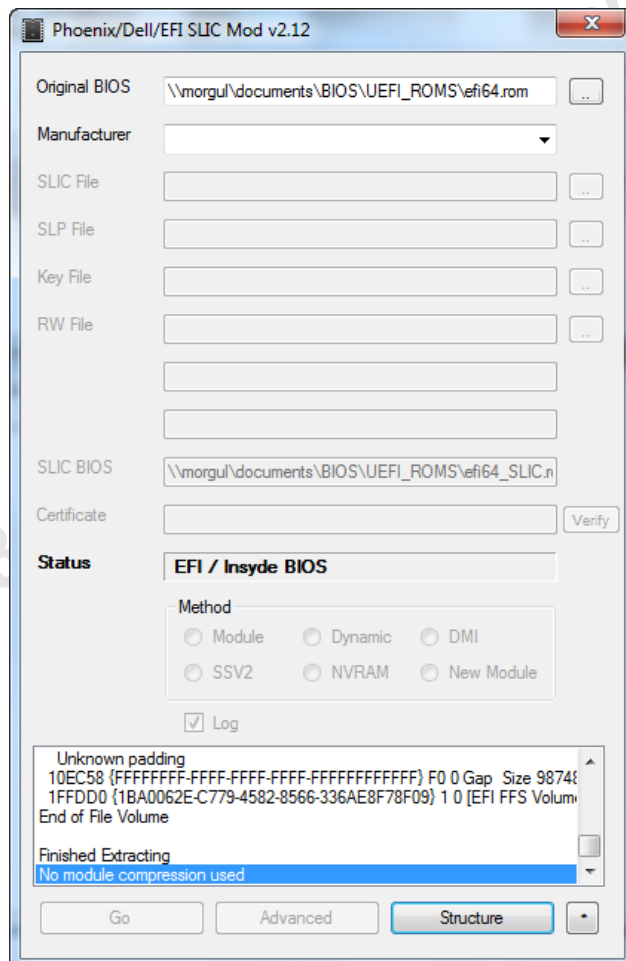 Phoenix/Dell/EFI SLIC Mod v2.12
Original BIOS \\morgul\documents\BIOS\UEFI_ROMS\efi64.rom ..
Manufacturer
SLIC File ..
SLP File ..
Key File ..
RW File ..
SLIC BIOS \\morgul\documents\BIOS\UEFI_ROMS\efi64_SLIC.r
Certificate Verify
Status EFI / Insyde BIOS
Method
Module Dynamic DMI
SSV2 NVRAM New Module
Log
Unknown padding
10EC58 {FFFFFFFF-FFFF-FFFF-FFFF-FFFFFFFFFFFF} F0 0 Gap Size 98748
1FFDD0 {1BA0062E-C779-4582-8566-336AE8F78F09} 1 0 [EFI FFS Volum
End of File Volume
Finished Extracting
No module compression used
Go Advanced Structure *